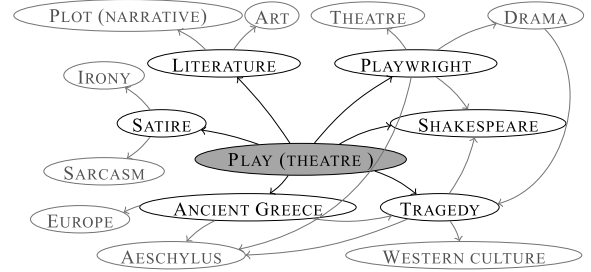 PLOT (NARRATIVE)
ART
THEATRE
DRAMA
LITERATURE
PLAYWRIGHT
IRONY
SATIRE
SHAKESPEARE
PLAY (THEATRE )
SARCASM
ANCIENT GREECE
TRAGEDY
EUROPE
AESCHYLUS
WESTERN CULTURE